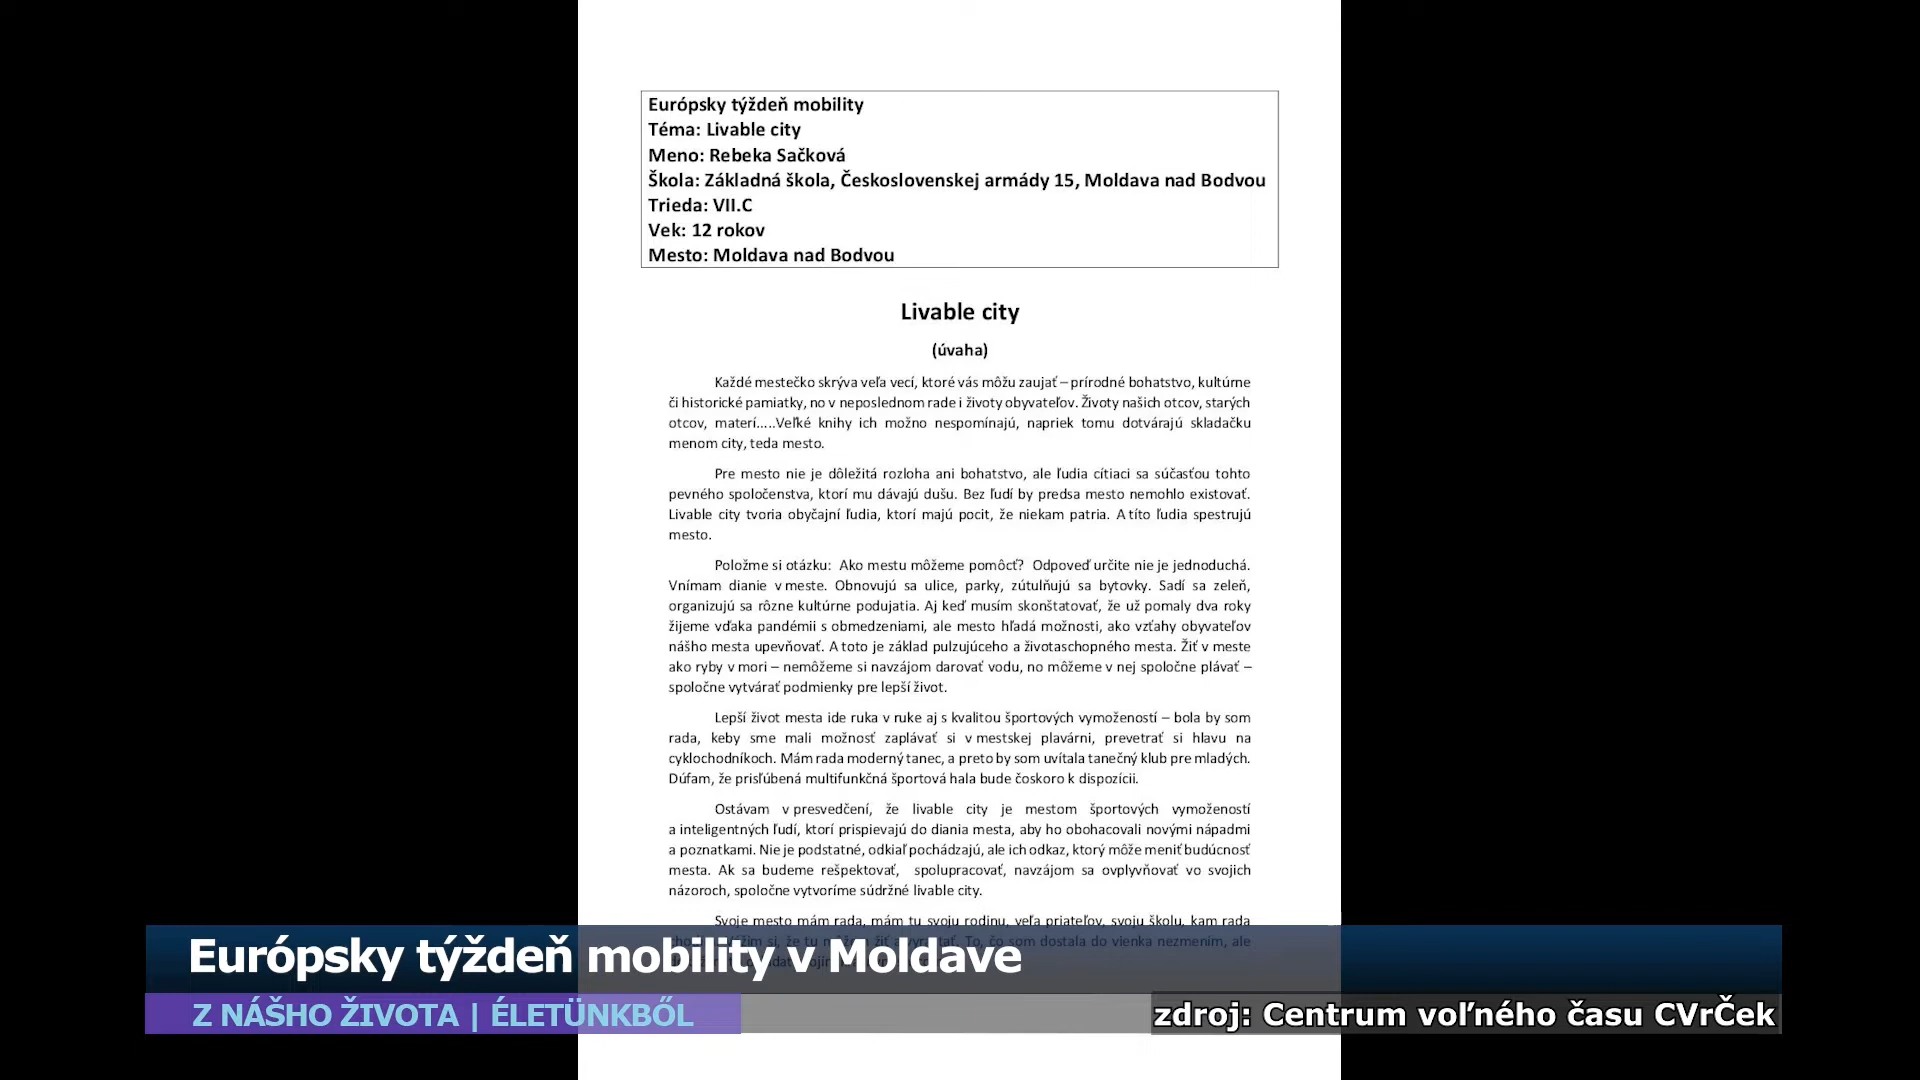 Európsky týždeň mobility
Téma: Livable city
Meno: Rebeka Sačková
Škola: Základná škola, Československej armády 15, Moldava nad Bodvou
Trieda: VII.C
Vek: 12 rokov
Mesto: Moldava nad Bodvou
Livable city
(úvaha)
Každé mestečko skrýva veľa vecí, ktoré vás môžu zaujať – prírodné bohatstvo, kultúrne
či historické pamiatky, no v neposlednom rade i životy obyvateľov. Životy našich otcov, starých
otcov, materí.....Veľké knihy ich možno nespomínajú, napriek tomu dotvárajú skladačku
menom city, teda mesto.
Pre mesto nie je dôležitá rozloha ani bohatstvo, ale ľudia cítiaci sa súčasťou tohto
pevného spoločenstva, ktorí mu dávajú dušu. Bez ľudí by predsa mesto nemohlo existovať.
Livable city tvoria obyčajní ľudia, ktorí majú pocit, že niekam patria. A títo ľudia spestrujú
mesto.
Položme si otázku: Ako mestu môžeme pomôcť? Odpoveď určite nie je jednoduchá.
Vnímam dianie v meste. Obnovujú sa ulice, parky, zútulňujú sa bytovky. Sadí sa zeleň,
organizujú sa rôzne kultúrne podujatia. Aj keď musím skonštatovať, že už pomaly dva roky
žijeme vďaka pandémii s obmedzeniami, ale mesto hľadá možnosti, ako vzťahy obyvateľov
nášho mesta upevňovať. A toto je základ pulzujúceho a životaschopného mesta. Žiť v meste
ako ryby v mori – nemôžeme si navzájom darovať vodu, no môžeme v nej spoločne plávať –
spoločne vytvárať podmienky pre lepší život.
Lepší život mesta ide ruka v ruke aj s kvalitou športových vymožeností – bola by som
rada, keby sme mali možnosť zaplávať si v mestskej plavárni, prevetrať si hlavu na
cyklochodníkoch. Mám rada moderný tanec, a preto by som uvítala tanečný klub pre mladých.
Dúfam, že prisľúbená multifunkčná športová hala bude čoskoro k dispozícii.
Ostávam v presvedčení, že livable city je mestom športových vymožeností
a inteligentných ľudí, ktorí prispievajú do diania mesta, aby ho obohacovali novými nápadmi
a poznatkami. Nie je podstatné, odkiaľ pochádzajú, ale ich odkaz, ktorý môže meniť budúcnosť
mesta. Ak sa budeme rešpektovať, spolupracovať, navzájom sa ovplyvňovať vo svojich
názoroch, spoločne vytvoríme súdržné livable city.
Svoje mesto mám rada, mám tu svoju rodinu, veľa priateľov, svoju školu, kam rada
si, že tu žiť a To, čo som dostala do vienka nezmením, ale
Európsky týždeň mobility v Moldave
Z NÁŠHO ŽIVOTA | ÉLETÜNKBŐL
zdroj: Centrum voľného času CVrČek